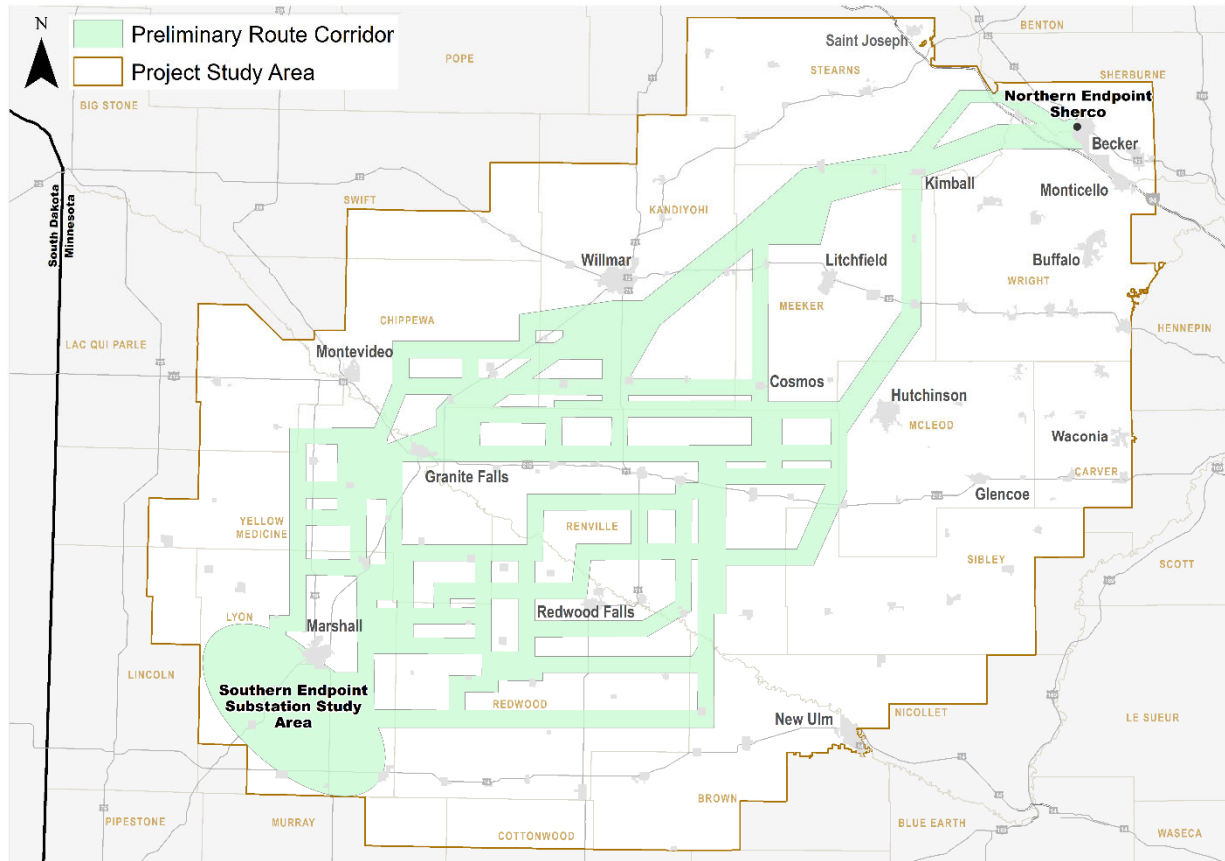 N
Preliminary Route Corridor
Project Study Area
POPE
BIG STONE
Saint Joseph
STEARNS
BENTON
SHERBURNE
Northern Endpoint
Sherco
Becker
Monticello
Kimball
SWIFT
KANDIYOHI
South Dakota
Minnesota
Willmar
Litchfield
Buffalo
WRIGHT
MEEKER
HENNEPIN
CHIPPEWA
LAC QUI PARLE
Montevideo
Cosmos
Hutchinson
MCLEOD
Waconia
CARVER
Granite Falls
Glencoe
YELLOW
MEDICINE
RENVILLE
SIBLEY
SCOTT
LYON
Redwood Falls
Marshall
LINCOLN
Southern Endpoint
Substation Study
Area
REDWOOD
New Ulm
NICOLLET
LE SUEUR
BROWN
PIPESTONE
MURRAY
COTTONWOOD
BLUE EARTH
WASECA